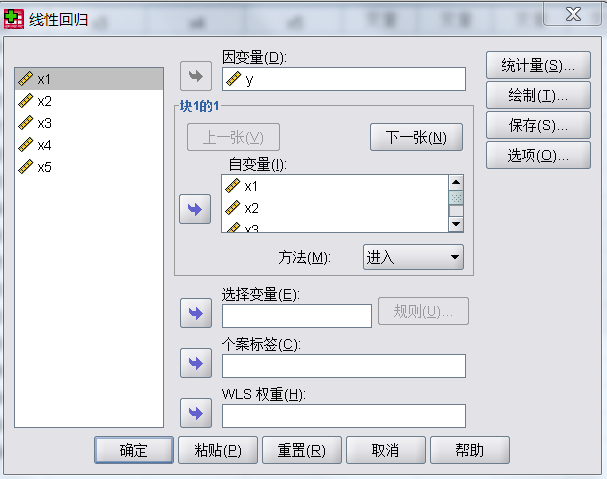 线性回归
x1
x2
x3
x4
x5
因变量(D):
y
块1的1
上一张(V)
下一张(N)
自变量(I):
x1
x2
x3
方法(M):
进入
选择变量(E):
规则(U)...
个案标签(C):
WLS 权重(H):
统计量(S)...
绘制(T)...
保存(S)...
选项(O)...
确定
粘贴(P)
重置(R)
取消
帮助